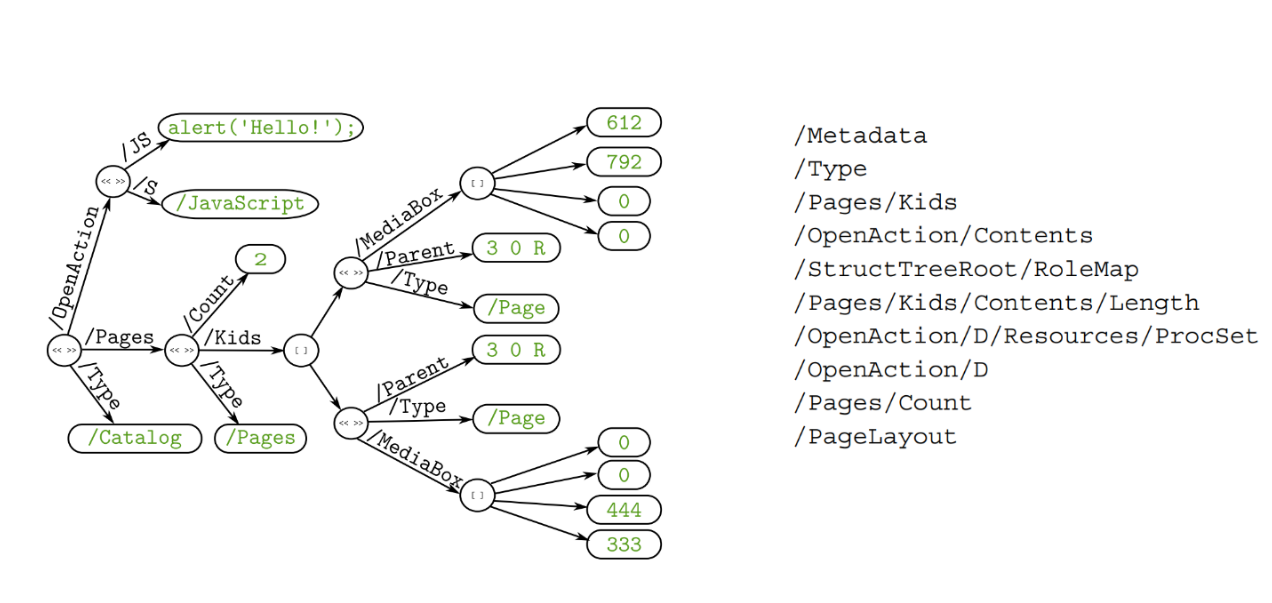 /JS
alert('Hello!');
<< >>
/S
/JavaScript
/OpenAction
<< >>
/Pages
<< >>
/Count
2
/Kids
[ ]
/Type
/Catalog
/Type
/Pages
<< >>
/MediaBox
[ ]
612
792
0
0
/Parent
3 0 R
/Type
/Page
<< >>
/Parent
3 0 R
/Type
/Page
/MediaBox
[ ]
0
0
444
333
/Metadata
/Type
/Pages/Kids
/OpenAction/Contents
/StructTreeRoot/RoleMap
/Pages/Kids/Contents/Length
/OpenAction/D/Resources/ProcSet
/OpenAction/D
/Pages/Count
/PageLayout